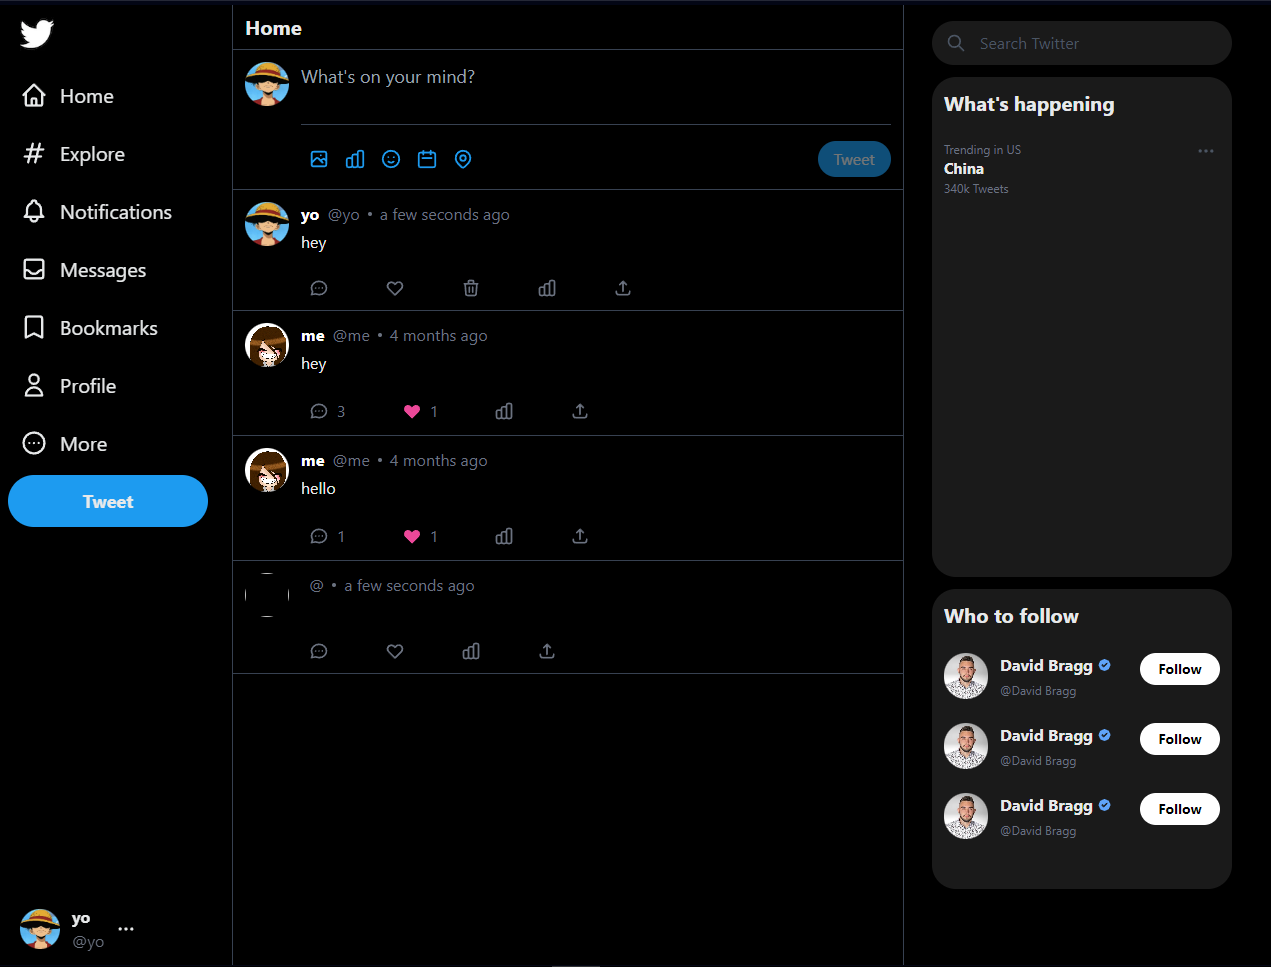 Home
Explore
Notifications
Messages
Bookmarks
Profile
More
Tweet
yo
@yo
Home
What's on your mind?
Tweet
yo @yo • a few seconds ago
hey
me @me • 4 months ago
hey
3 1
me @me • 4 months ago
hello
1 1
@ • a few seconds ago
Search Twitter
What's happening
Trending in US
China
340k Tweets
Who to follow
David Bragg
@David Bragg
Follow
David Bragg
@David Bragg
Follow
David Bragg
@David Bragg
Follow